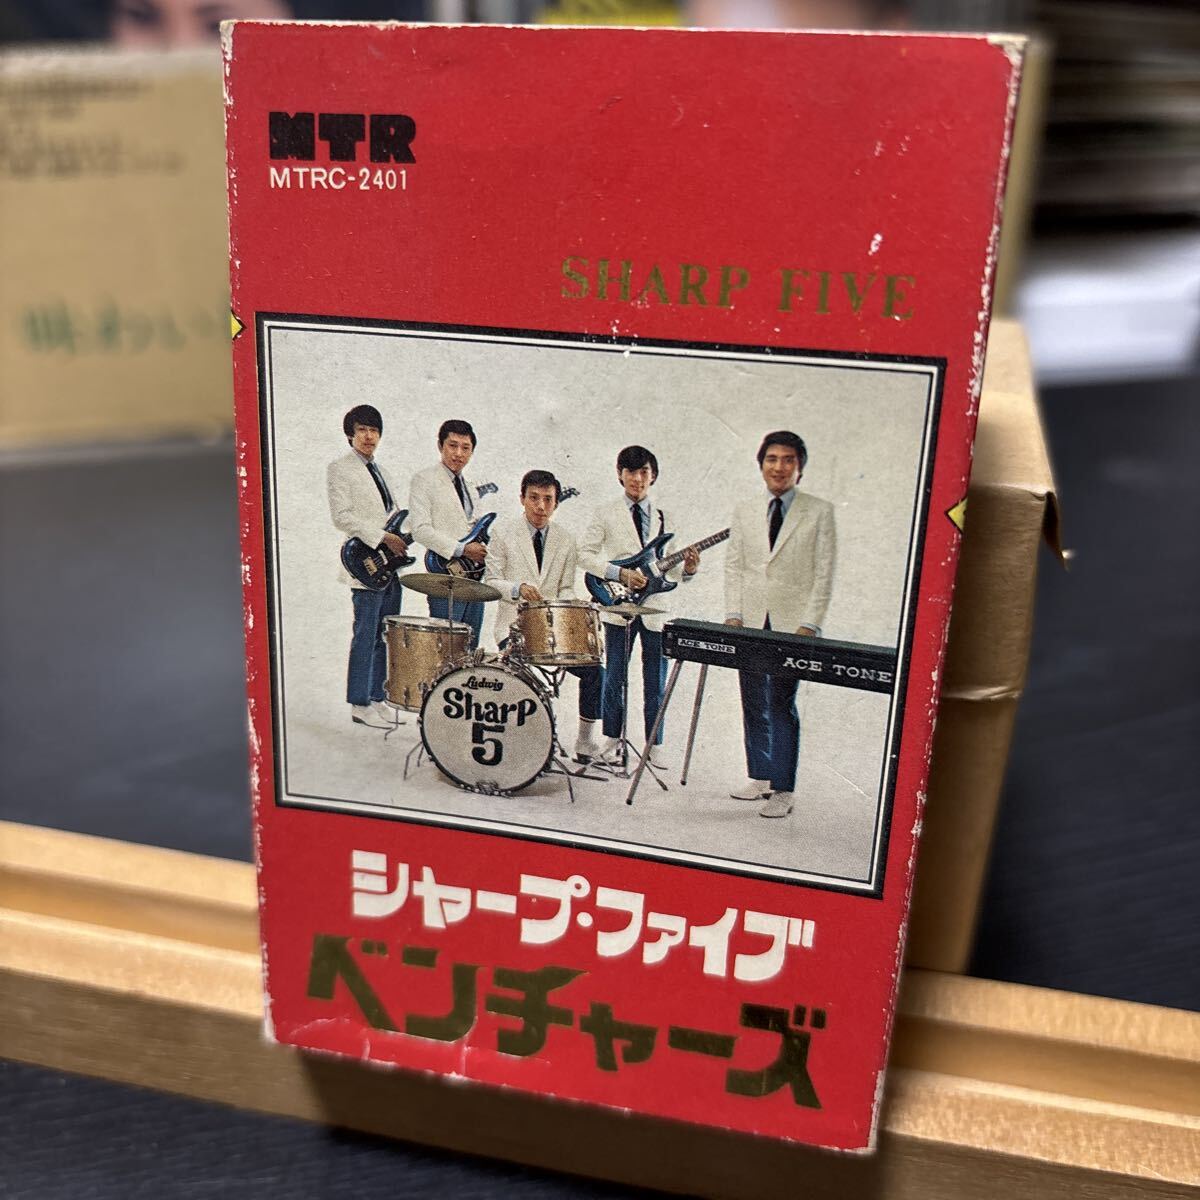 MTR
MTRC-2401
SHARP FIVE
Ludwig
Sharp
5
ACE TONE
ACE TONE
シャープ・ファイブ
ベンチャーズ